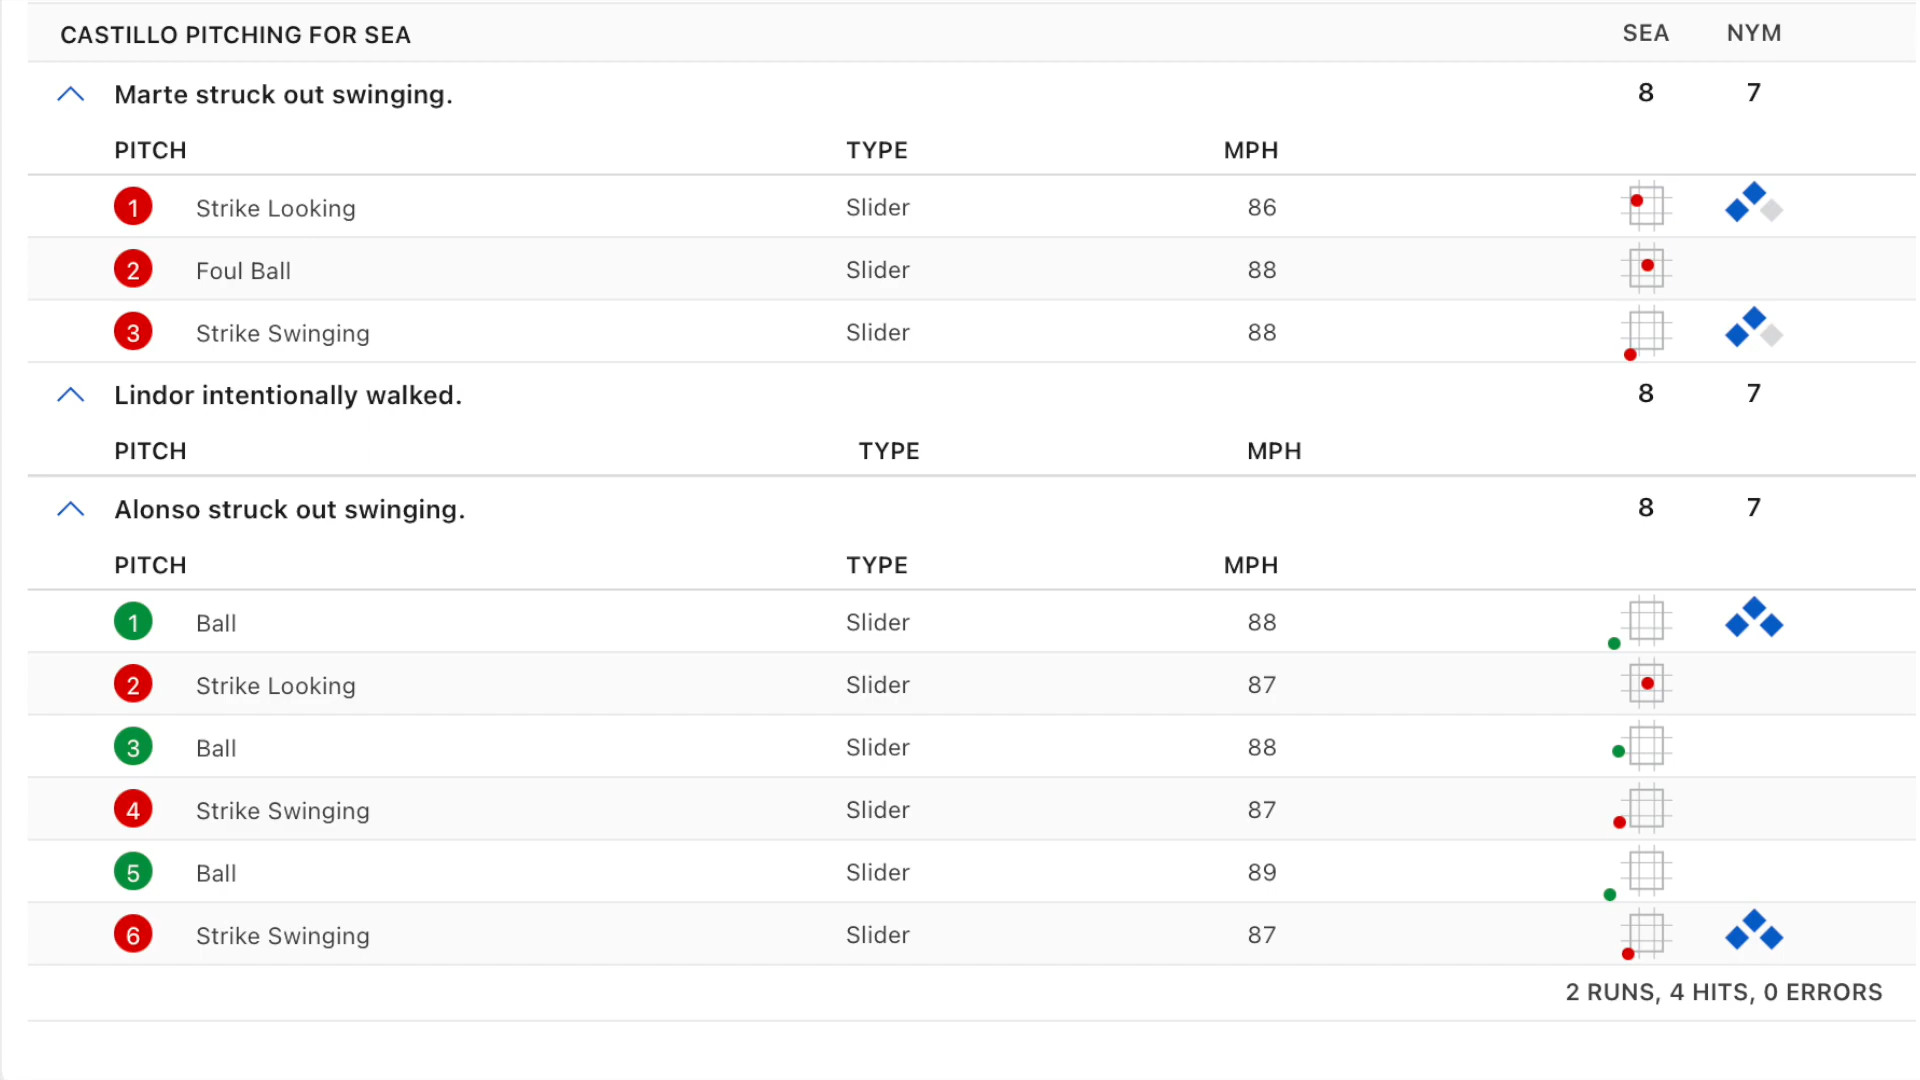 CASTILLO PITCHING FOR SEA SEA NYM
Marte struck out swinging. 8 7
PITCH TYPE MPH
1 Strike Looking Slider 86
2 Foul Ball Slider 88
3 Strike Swinging Slider 88
Lindor intentionally walked. 8 7
PITCH TYPE MPH
Alonso struck out swinging. 8 7
PITCH TYPE MPH
1 Ball Slider 88
2 Strike Looking Slider 87
3 Ball Slider 88
4 Strike Swinging Slider 87
5 Ball Slider 89
6 Strike Swinging Slider 87
2 RUNS, 4 HITS, 0 ERRORS